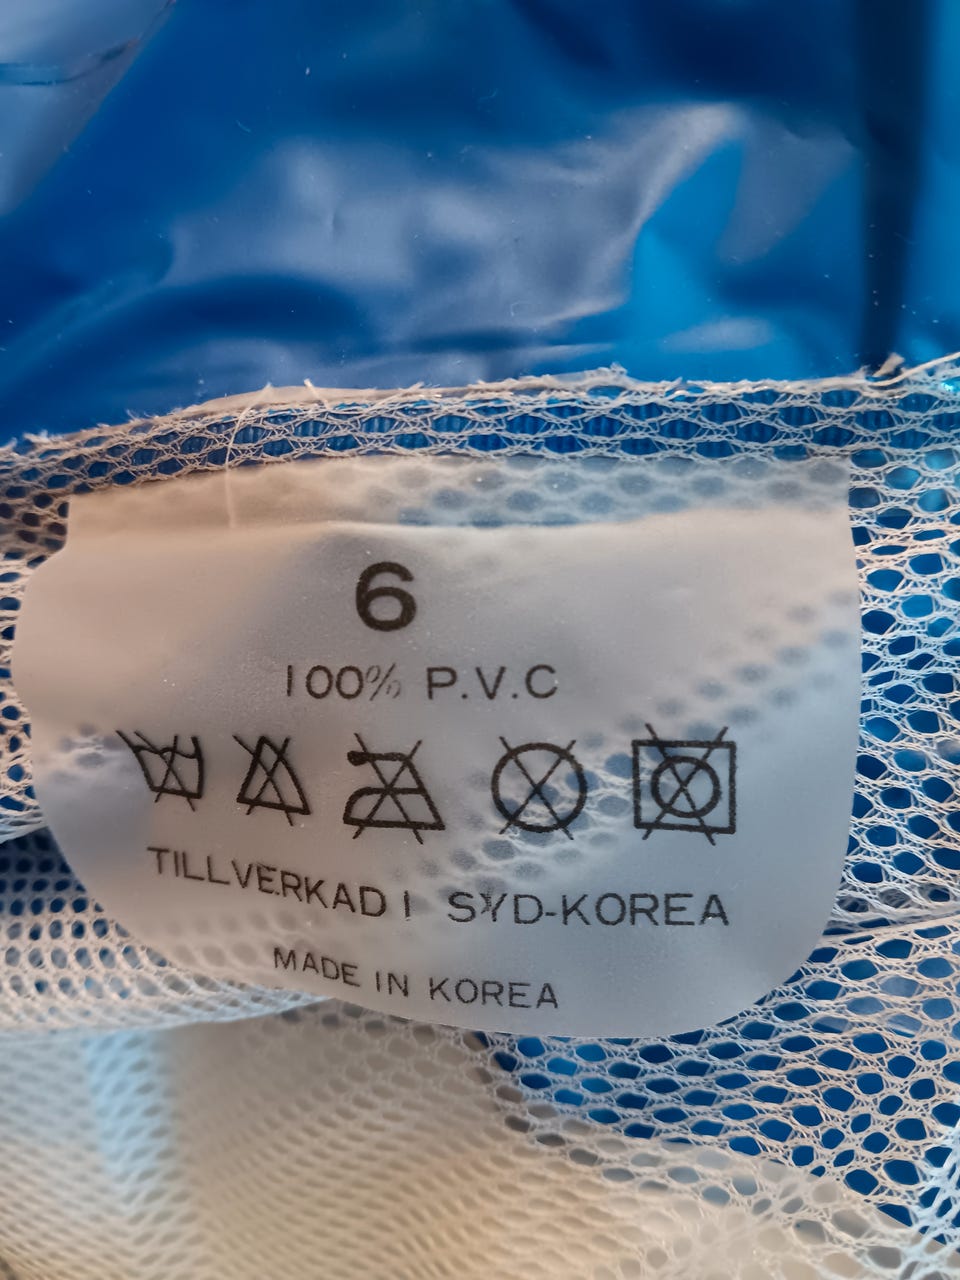 6
100% P.V.C
TILLVERKAD I SYD-KOREA
MADE IN KOREA